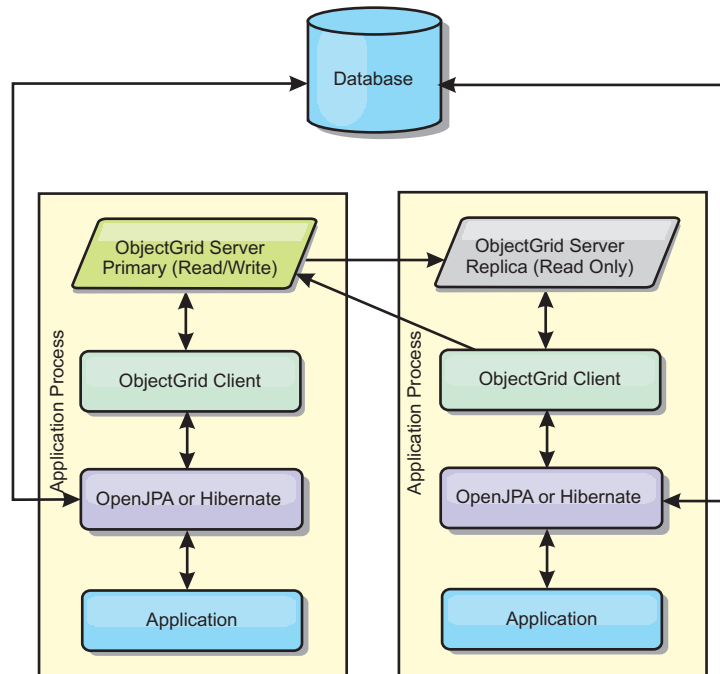 Database
ObjectGrid Server
Primary (Read/Write)
ObjectGrid Client
OpenJPA or Hibernate
Application
Application Process
ObjectGrid Server
Replica (Read Only)
ObjectGrid Client
OpenJPA or Hibernate
Application
Application Process